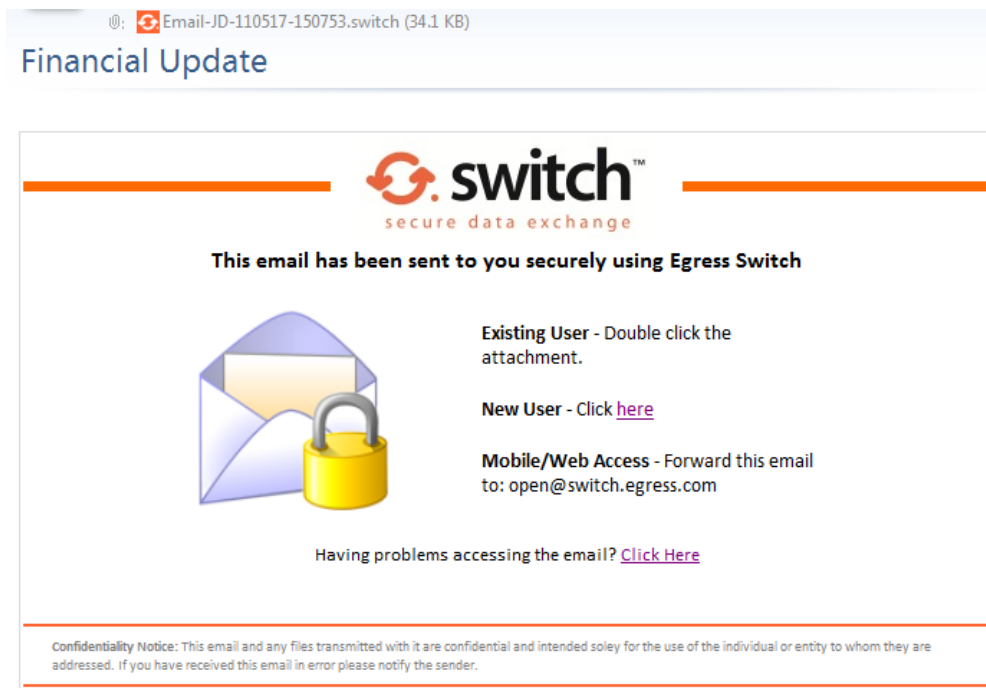 Email-JD-110517-150753.switch (34.1 KB)
Financial Update
switch™
secure data exchange
This email has been sent to you securely using Egress Switch
Existing User - Double click the
attachment.
New User - Click here
Mobile/Web Access - Forward this email
to: open@switch.egress.com
Having problems accessing the email? Click Here
Confidentiality Notice: This email and any files transmitted with it are confidential and intended soley for the use of the individual or entity to whom they are
addressed. If you have received this email in error please notify the sender.